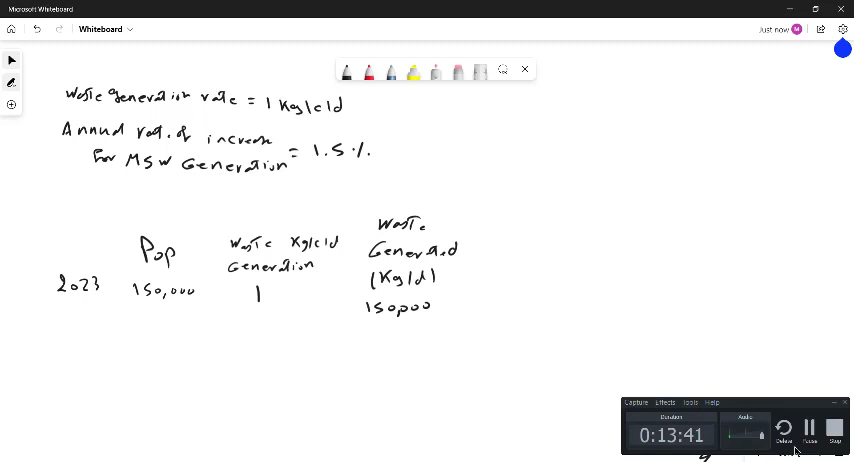 Microsoft Whiteboard
Whiteboard
Just now M
Waste generation rate = 1 Kg/c/d
Annual rate of increase
For MSW Generation = 1.5 %.
Waste
Pop Waste Kg/c/d Generated
Generation (Kg/d)
2023 150,000 1 150,000
Capture Effects Tools Help
Duration Audio
0:13:41
Delete Pause Stop